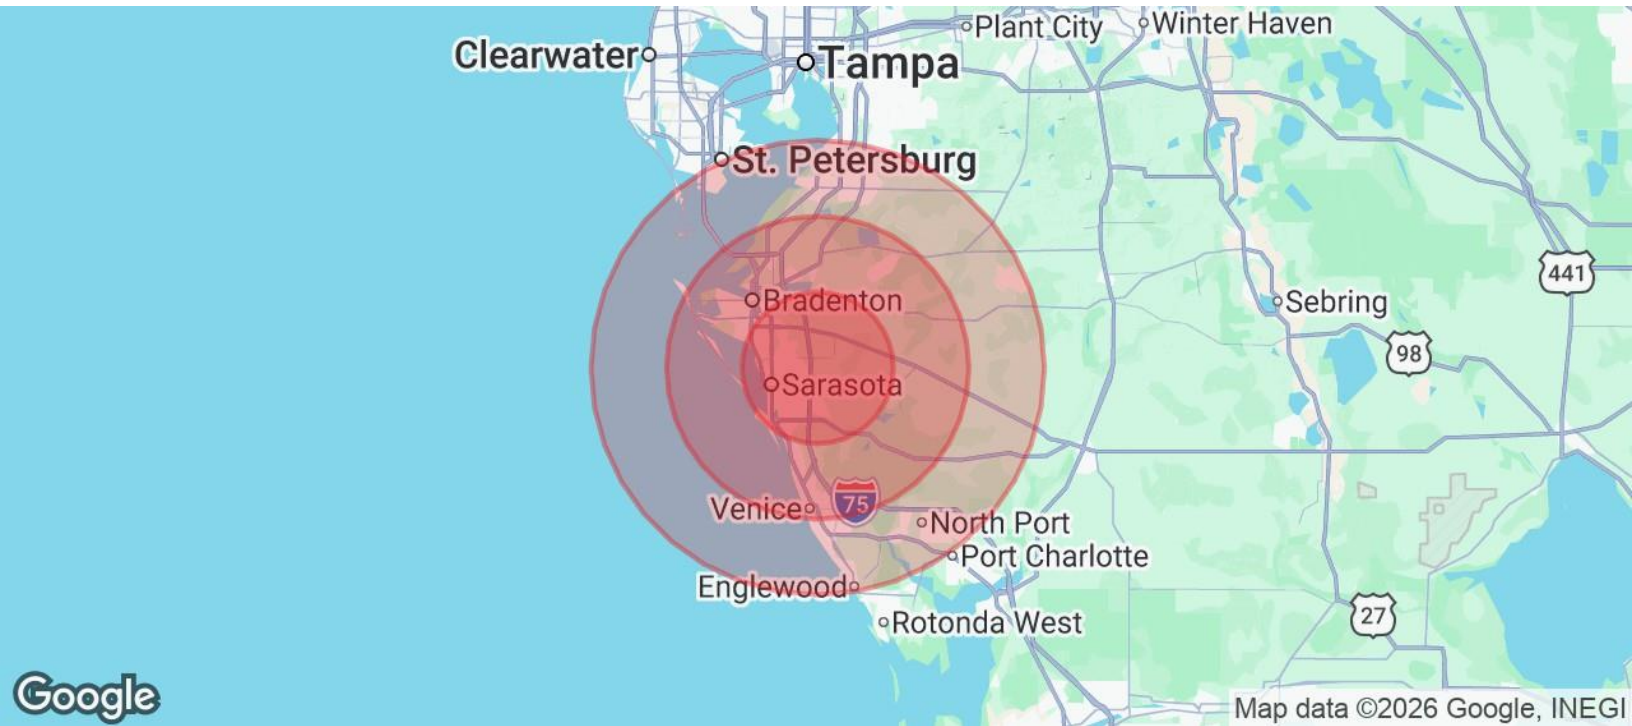 Plant City
Winter Haven
Clearwater
Tampa
St. Petersburg
441
Bradenton
Sebring
98
Sarasota
75
Venice
North Port
Port Charlotte
Englewood
27
Rotonda West
Google
Map data ©2026 Google, INEGI